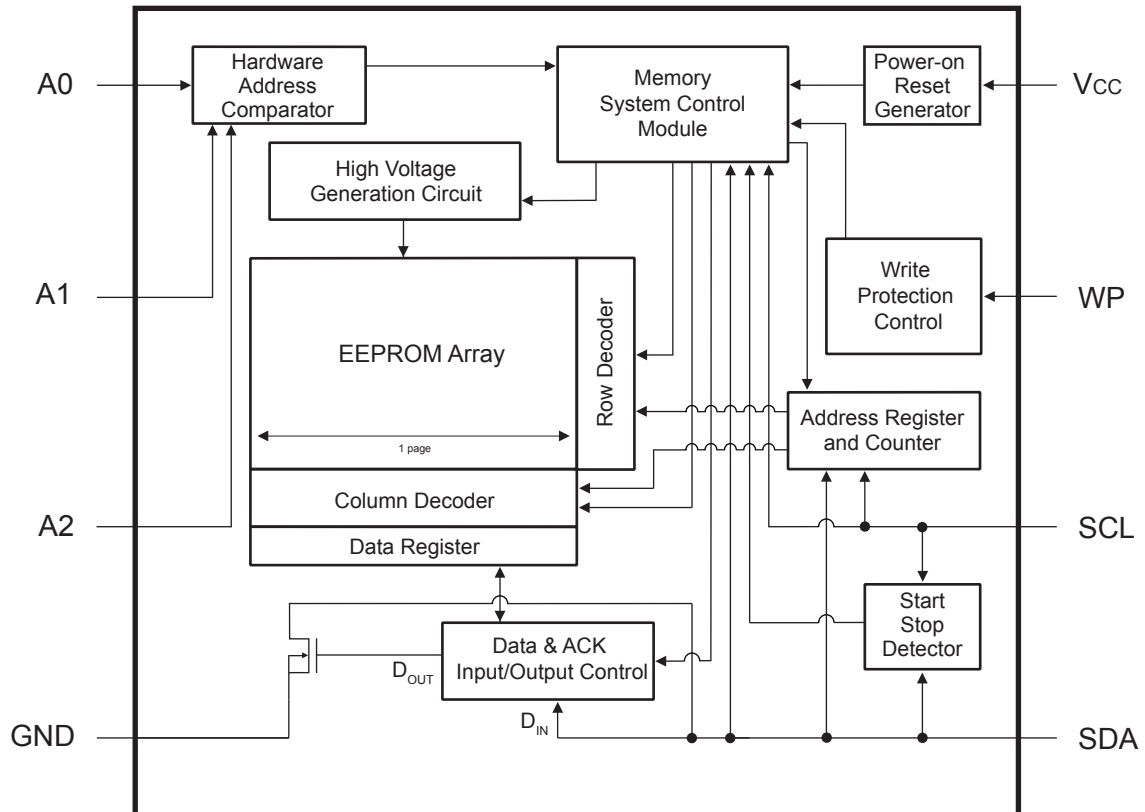 Hardware
Address
Comparator
Memory
System Control
Module
Power-on
Reset
Generator
A0
VCC
High Voltage
Generation Circuit
Write
Protection
Control
A1
WP
EEPROM Array
Row Decoder
1 page
Address Register
and Counter
Column Decoder
A2
SCL
Data Register
Start
Stop
Detector
Data & ACK
Input/Output Control
DOUT
DIN
GND
SDA